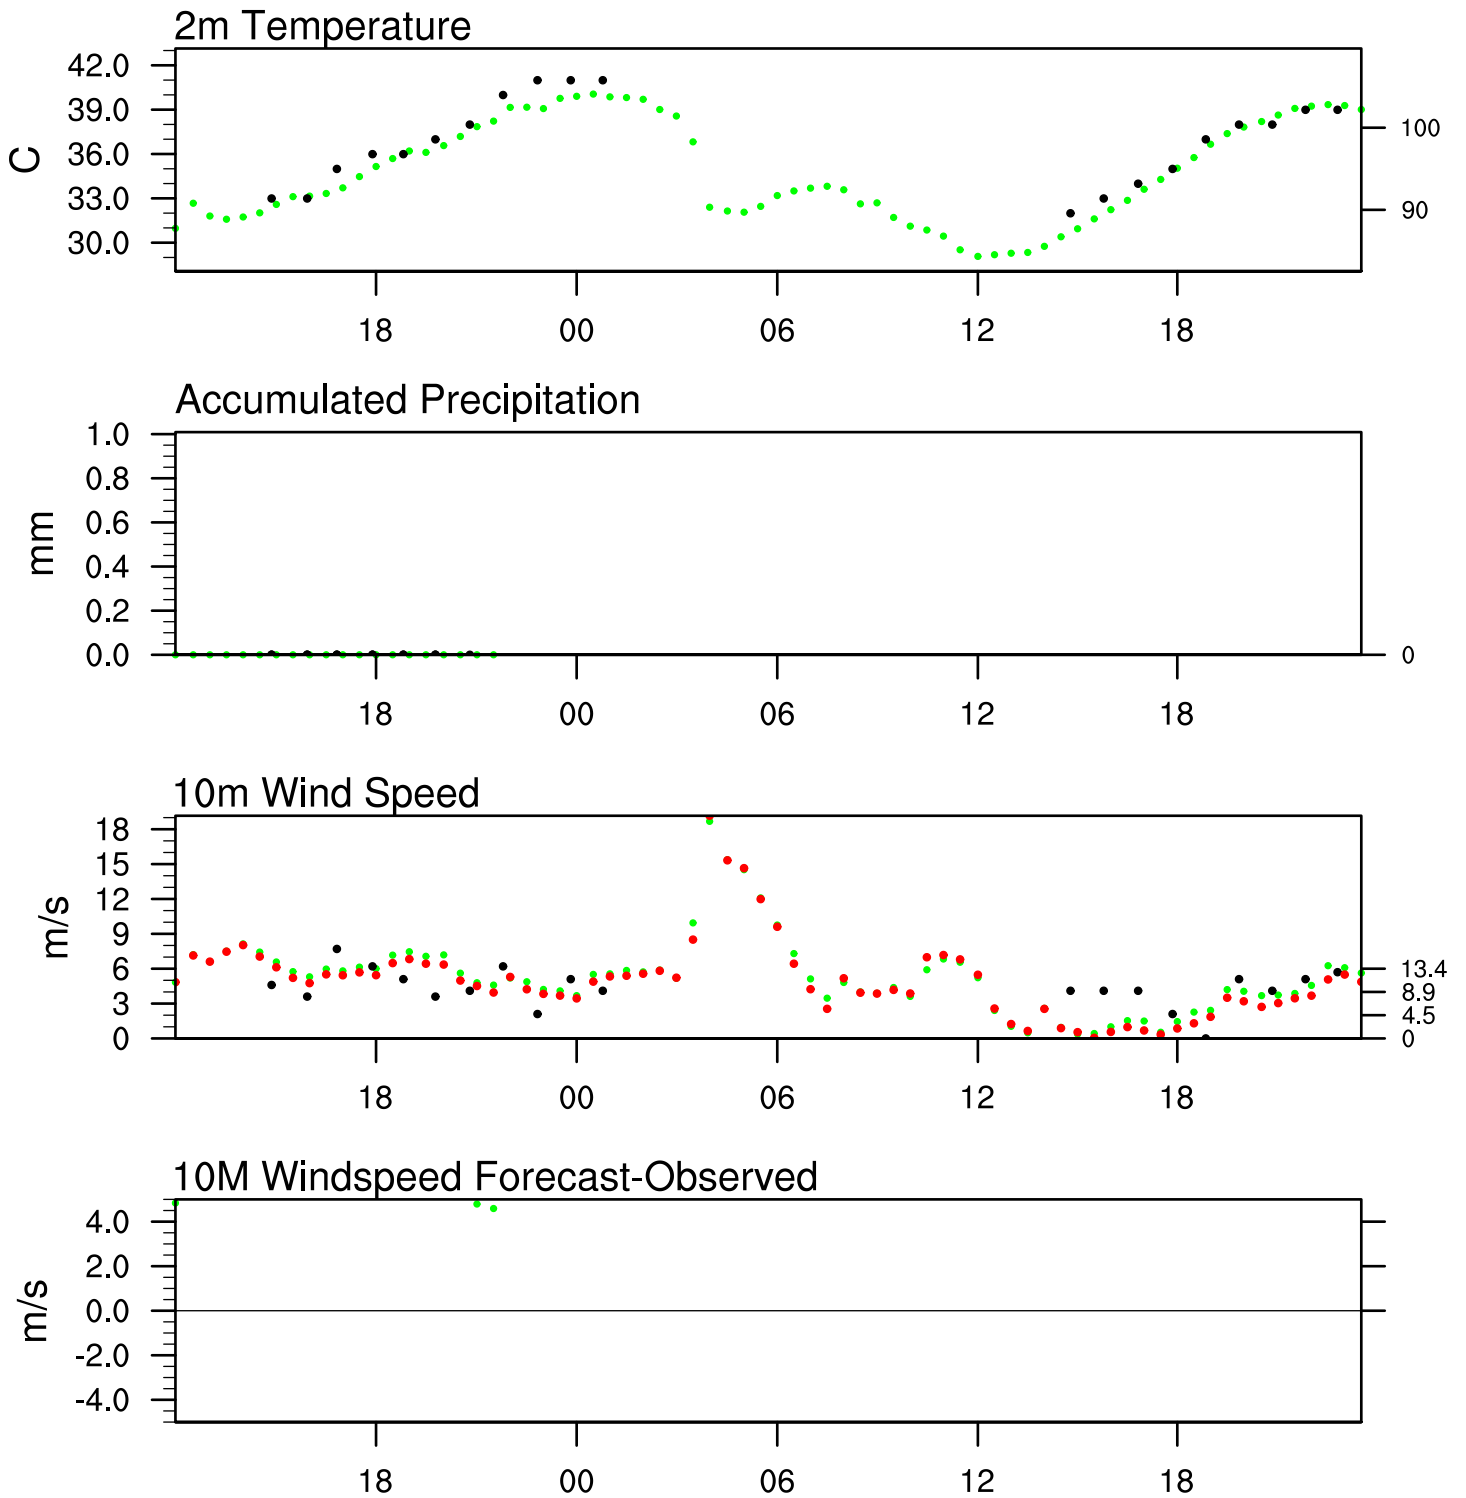 2m Temperature
42.0
39.0
36.0
33.0
30.0
C
100
90
18 00 06 12 18
Accumulated Precipitation
1.0
0.8
0.6
0.4
0.2
0.0
mm
0
18 00 06 12 18
10m Wind Speed
18
15
12
9
6
3
0
m/s
13.4
8.9
4.5
0
18 00 06 12 18
10M Windspeed Forecast-Observed
4.0
2.0
0.0
-2.0
-4.0
m/s
18 00 06 12 18